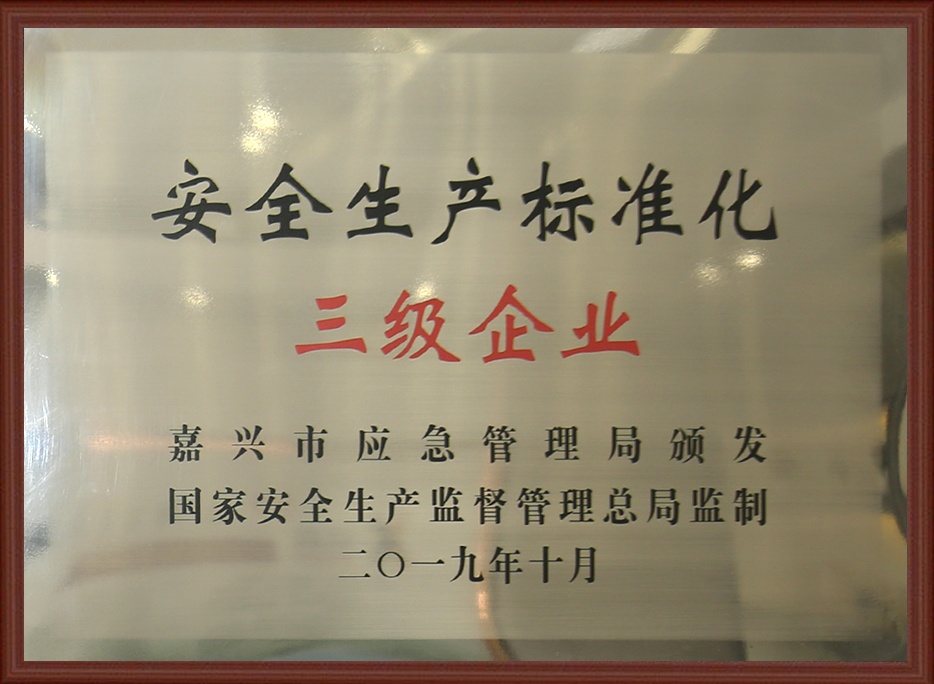 安全生产标准化
三级企业
嘉兴市应急管理局颁发
国家安全生产监督管理总局监制
二〇一九年十月